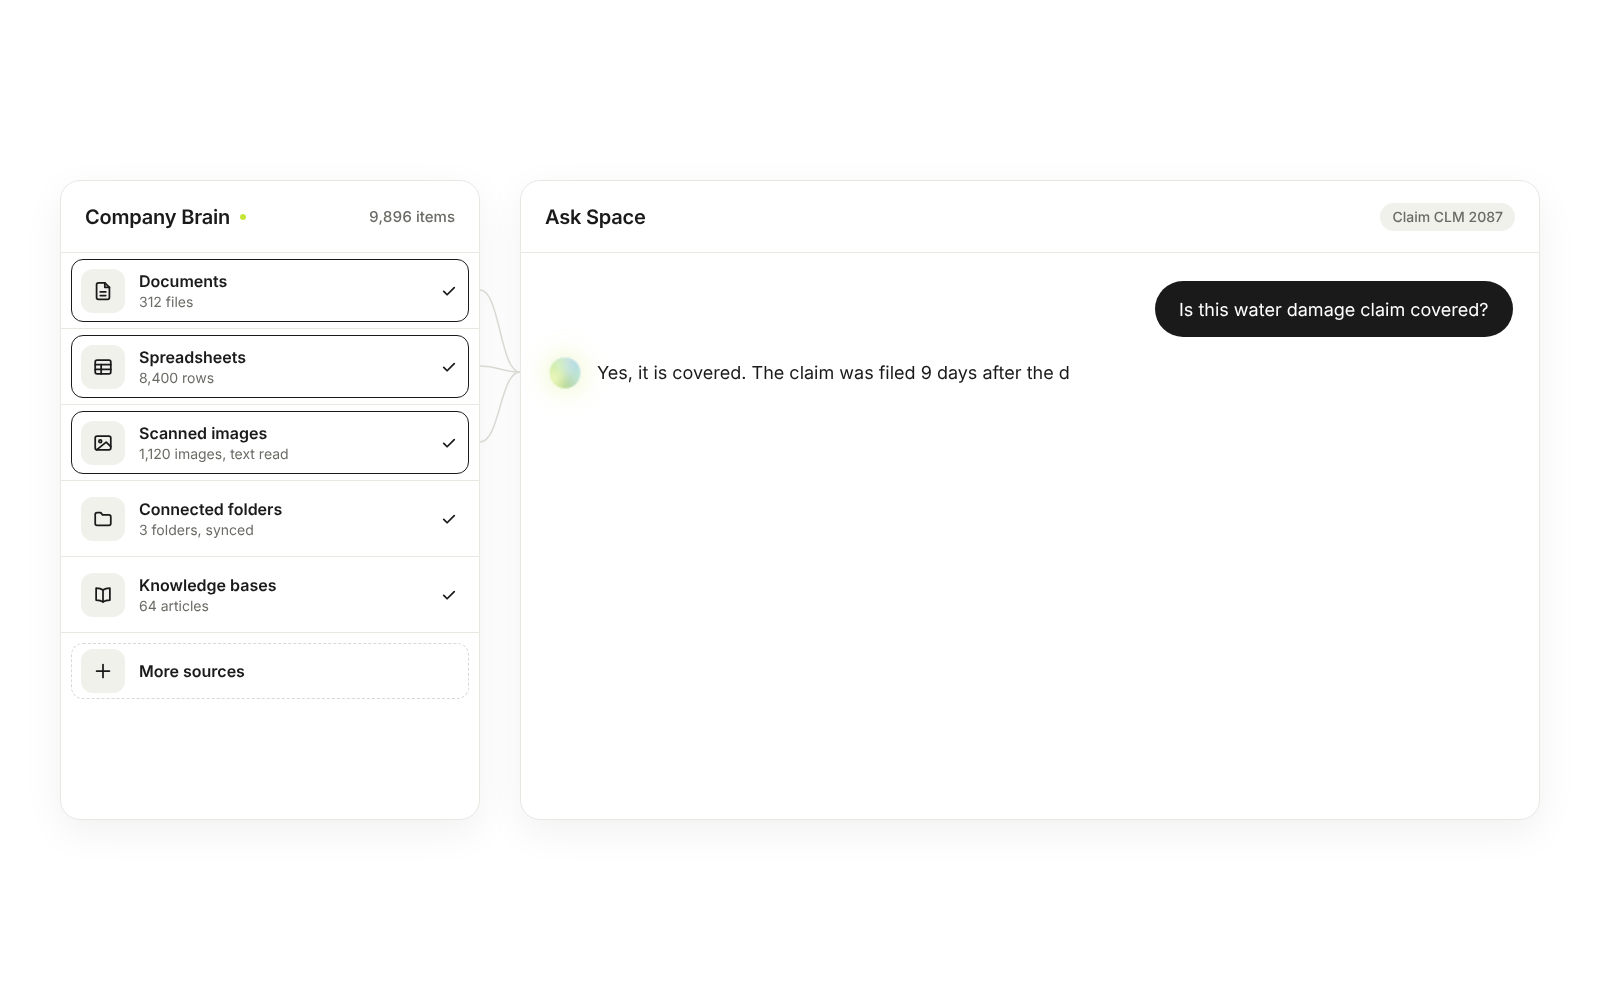 Company Brain
9,896 items
Documents
312 files
Spreadsheets
8,400 rows
Scanned images
1,120 images, text read
Connected folders
3 folders, synced
Knowledge bases
64 articles
More sources
Ask Space
Claim CLM 2087
Is this water damage claim covered?
Yes, it is covered. The claim was filed 9 days after the d